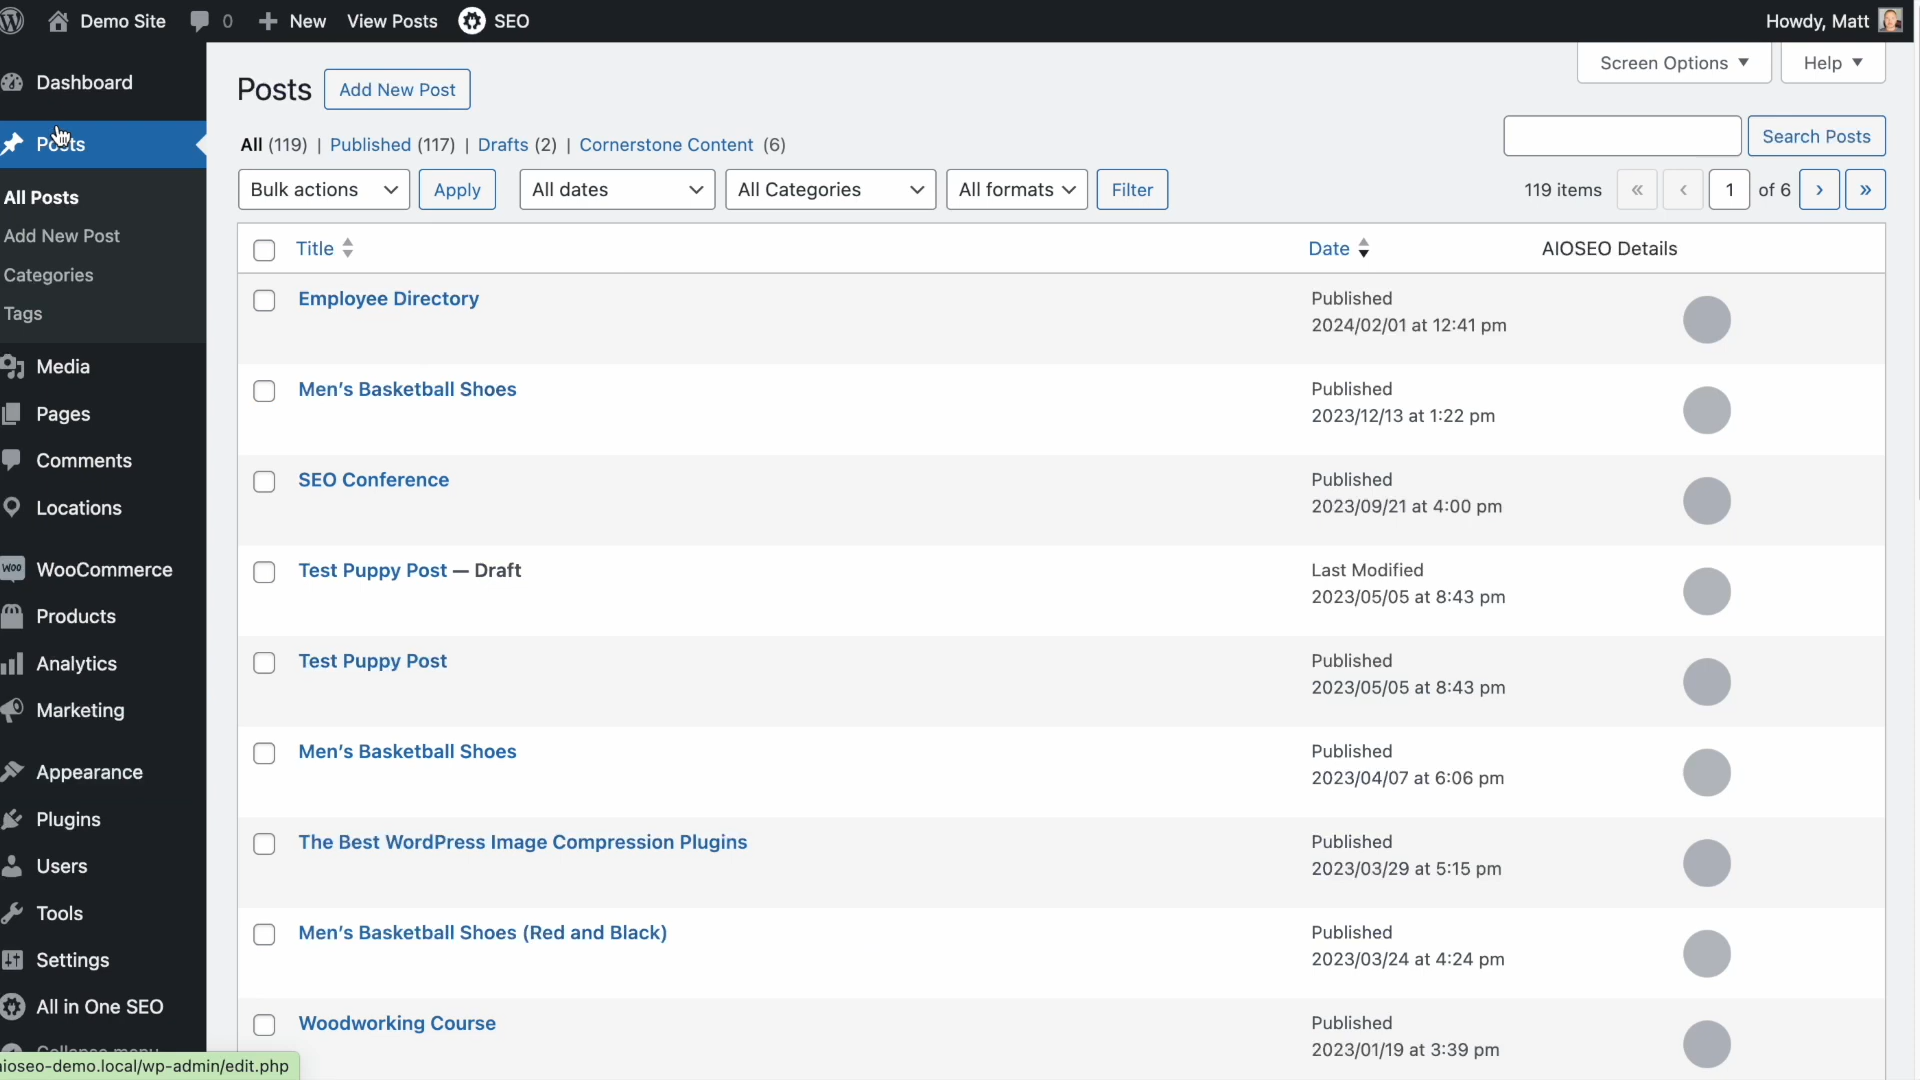 Demo Site 0 New View Posts SEO Howdy, Matt
Screen Options Help
Dashboard
Posts
All Posts
Add New Post
Categories
Tags
Media
Pages
Comments
Locations
WOO WooCommerce
Products
Analytics
Marketing
Appearance
Plugins
Users
Tools
Settings
All in One SEO
Collapse menu
Posts Add New Post
All (119) | Published (117) | Drafts (2) | Cornerstone Content (6)
Search Posts
Bulk actions Apply All dates All Categories All formats Filter 119 items « ‹ 1 of 6 › »
Title Date AIOSEO Details
Employee Directory Published
2024/02/01 at 12:41 pm
Men's Basketball Shoes Published
2023/12/13 at 1:22 pm
SEO Conference Published
2023/09/21 at 4:00 pm
Test Puppy Post — Draft Last Modified
2023/05/05 at 8:43 pm
Test Puppy Post Published
2023/05/05 at 8:43 pm
Men's Basketball Shoes Published
2023/04/07 at 6:06 pm
The Best WordPress Image Compression Plugins Published
2023/03/29 at 5:15 pm
Men's Basketball Shoes (Red and Black) Published
2023/03/24 at 4:24 pm
Woodworking Course Published
2023/01/19 at 3:39 pm
aioseo-demo.local/wp-admin/edit.php